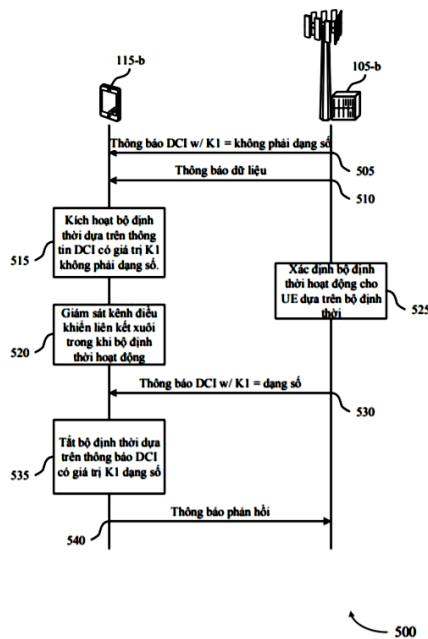 115-b
105-b
Thông báo DCI w/ K1 = không phải dạng số
505
Thông báo dữ liệu
510
Kích hoạt bộ định
thời dựa trên thông
tin DCI có giá trị K1
không phải dạng số.
515
Xác định bộ định
thời hoạt động cho
UE dựa trên bộ định
thời
525
Giám sát kênh điều
khiển liên kết xuôi
trong khi bộ định
thời hoạt động
520
Thông báo DCI w/ K1 = dạng số
530
Tắt bộ định thời dựa
trên thông báo DCI
có giá trị K1 dạng số
535
Thông báo phản hồi
540
500